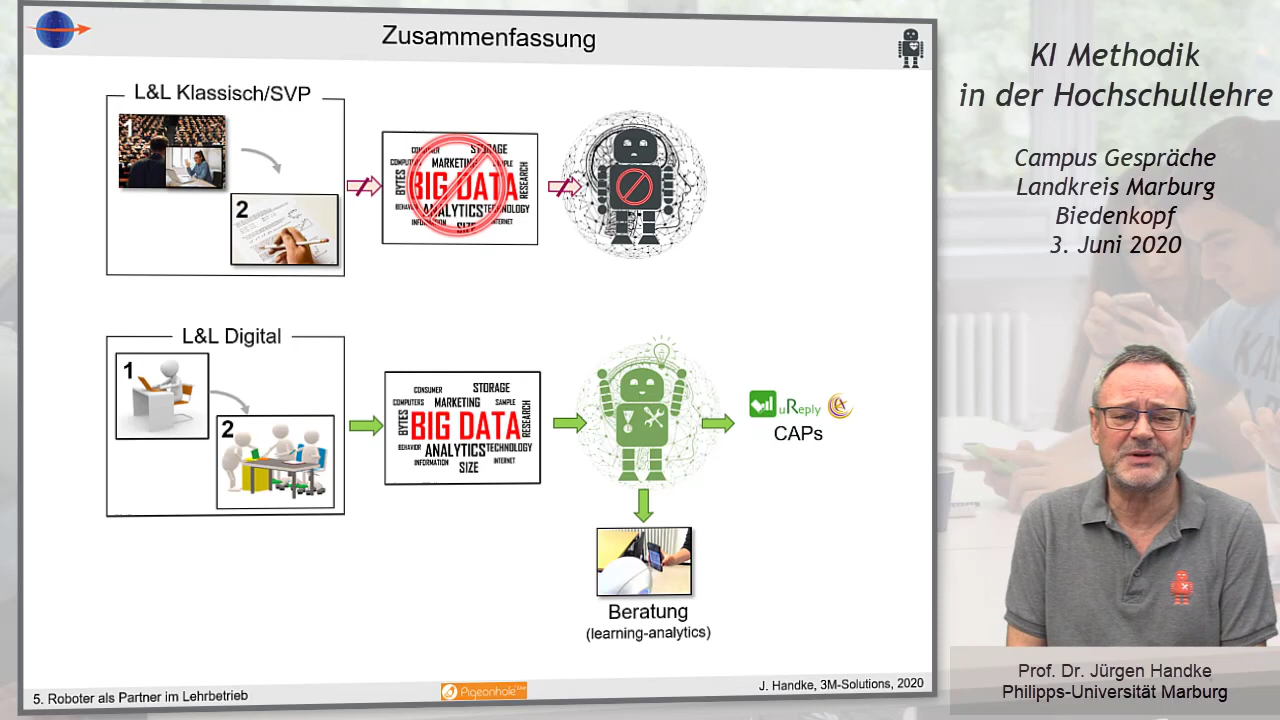 Zusammenfassung
L&L Klassisch/SVP
1
2
STORAGE
MARKETING
BYTES
BIG DATA
RESEARCH
ANALYTICS
TECHNOLOGY
SIZE
INTERNET
L&L Digital
1
2
CONSUMER
STORAGE
COMPUTERS
MARKETING
SAMPLE
BYTES
BIG DATA
RESEARCH
BEHAVIOR
ANALYTICS
TECHNOLOGY
INFORMATION
SIZE
INTERNET
uReply
CAPs
Beratung
(learning-analytics)
5. Roboter als Partner im Lehrbetrieb
Pigeonhole Live
J. Handke, 3M-Solutions, 2020
KI Methodik
in der Hochschullehre
Campus Gespräche
Landkreis Marburg
Biedenkopf
3. Juni 2020
Prof. Dr. Jürgen Handke
Philipps-Universität Marburg